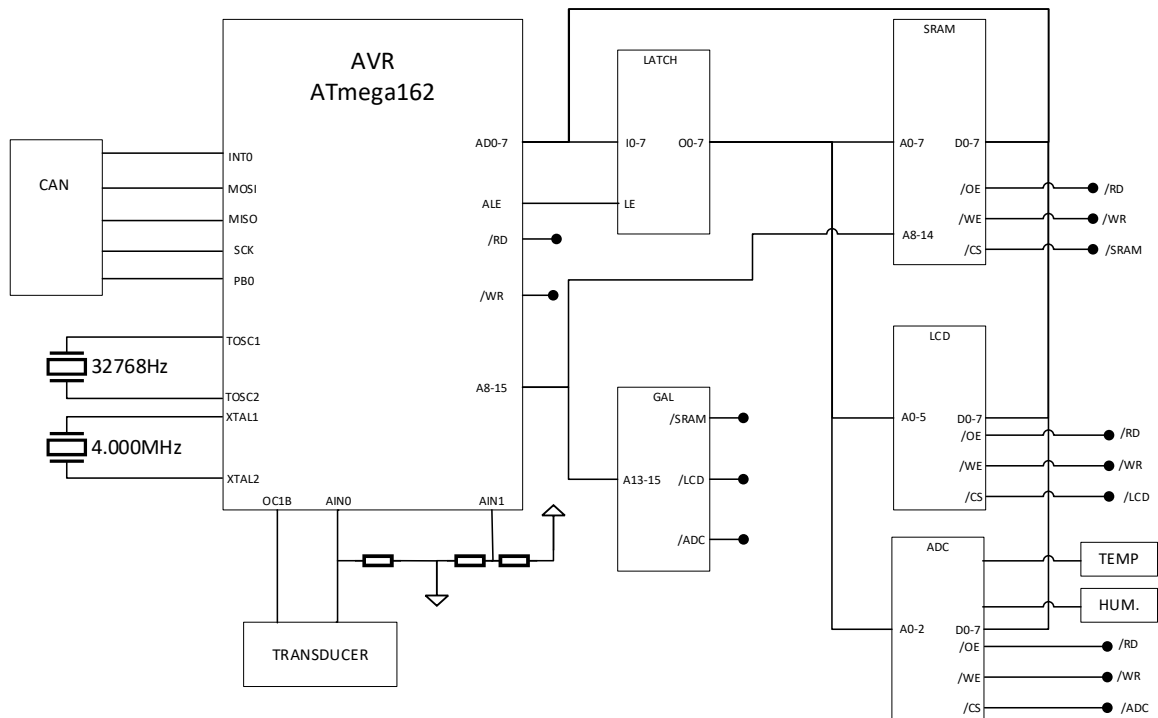 AVR
ATmega162
CAN
INT0
MOSI
MISO
SCK
PB0
TOSC1
32768Hz
TOSC2
XTAL1
4.000MHz
XTAL2
OC1B
AIN0
AIN1
AD0-7
ALE
/RD
/WR
A8-15
TRANSDUCER
LATCH
I0-7
O0-7
LE
GAL
/SRAM
A13-15
/LCD
/ADC
SRAM
A0-7
D0-7
/OE
/RD
/WE
/WR
A8-14
/CS
/SRAM
LCD
A0-5
D0-7
/OE
/RD
/WE
/WR
/CS
/LCD
ADC
TEMP
HUM.
A0-2
D0-7
/OE
/RD
/WE
/WR
/CS
/ADC